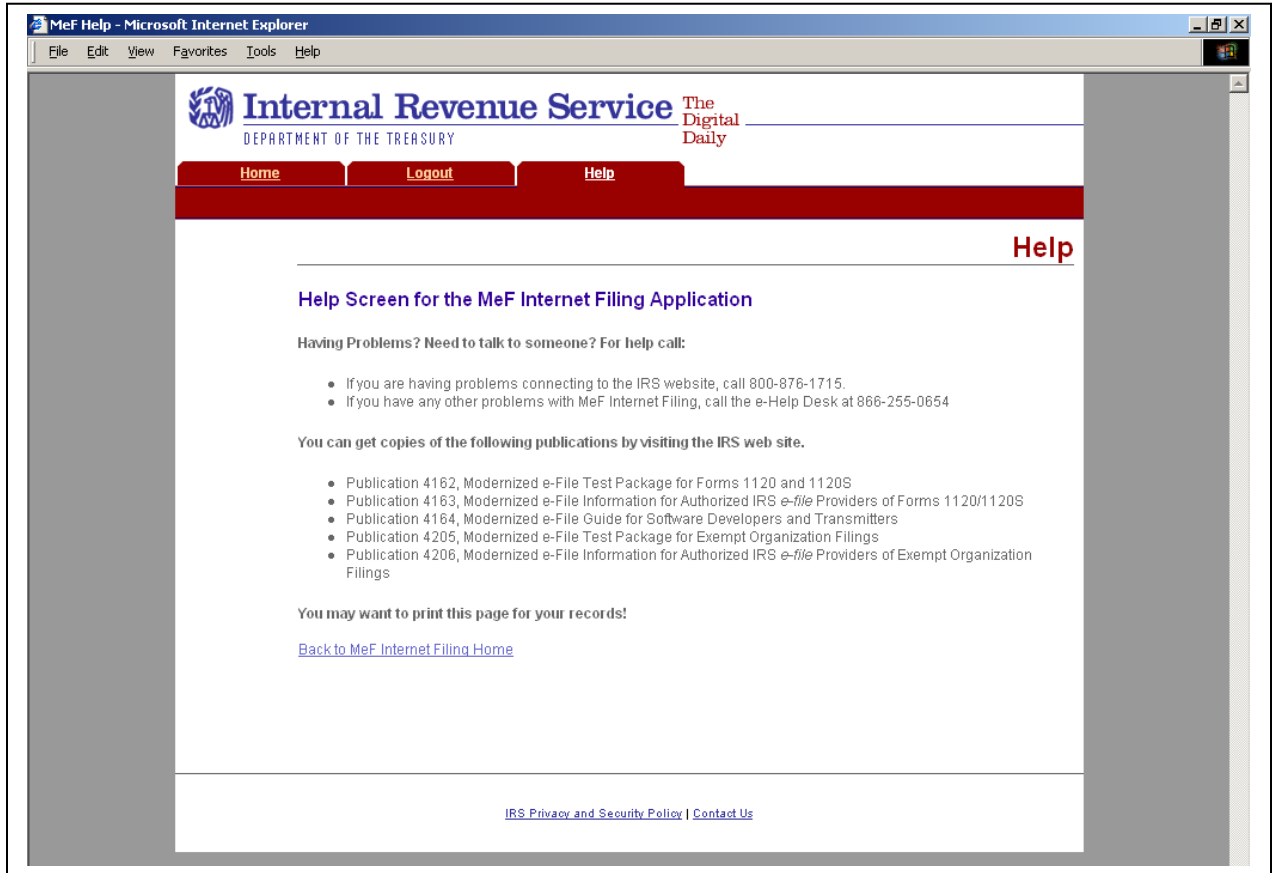 MeF Help - Microsoft Internet Explorer
File Edit View Favorites Tools Help
Internal Revenue Service
DEPARTMENT OF THE TREASURY
The
Digital
Daily
Home Logout Help
Help
Help Screen for the MeF Internet Filing Application
Having Problems? Need to talk to someone? For help call:
• If you are having problems connecting to the IRS website, call 800-876-1715.
• If you have any other problems with MeF Internet Filing, call the e-Help Desk at 866-255-0654
You can get copies of the following publications by visiting the IRS web site.
• Publication 4162, Modernized e-File Test Package for Forms 1120 and 1120S
• Publication 4163, Modernized e-File Information for Authorized IRS e-file Providers of Forms 1120/1120S
• Publication 4164, Modernized e-File Guide for Software Developers and Transmitters
• Publication 4205, Modernized e-File Test Package for Exempt Organization Filings
• Publication 4206, Modernized e-File Information for Authorized IRS e-file Providers of Exempt Organization
Filings
You may want to print this page for your records!
Back to MeF Internet Filing Home
IRS Privacy and Security Policy | Contact Us